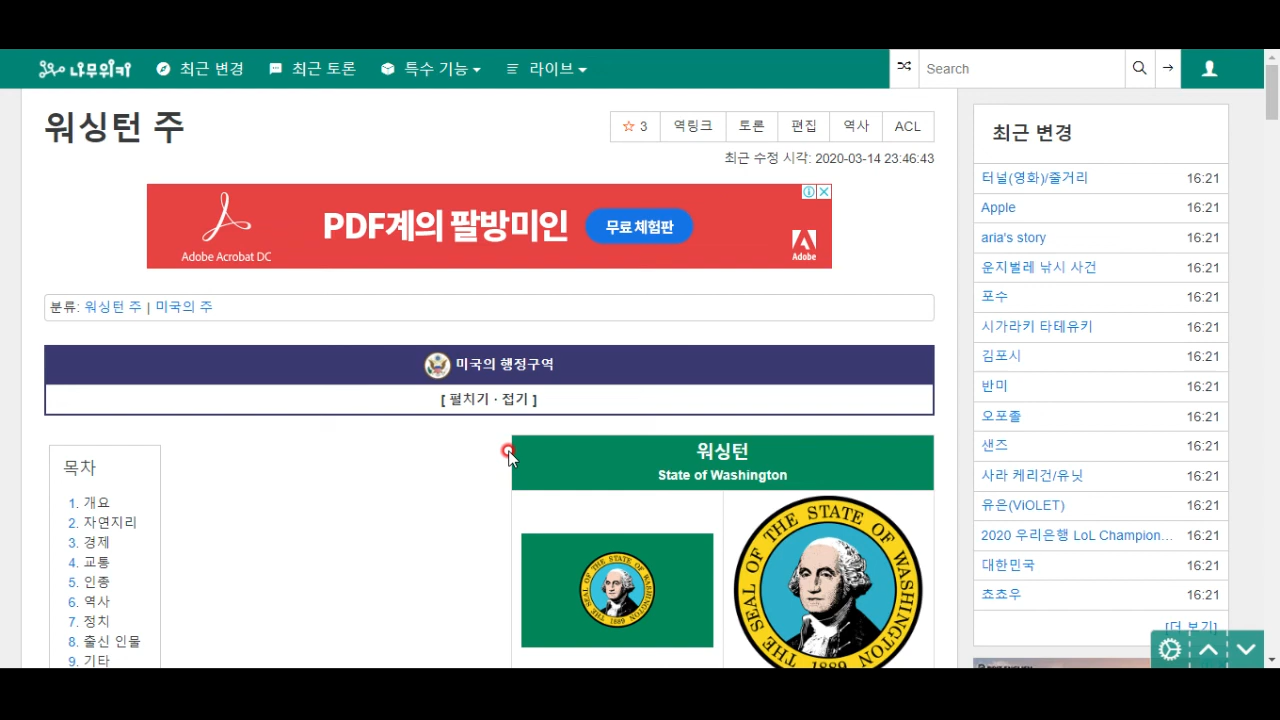 나무위키 최근 변경 최근 토론 특수 기능 라이브 Search
워싱턴 주
3 역링크 토론 편집 역사 ACL
최근 수정 시각: 2020-03-14 23:46:43
Adobe Acrobat DC
PDF계의 팔방미인
무료 체험판
Adobe
분류: 워싱턴 주 | 미국의 주
미국의 행정구역
[ 펼치기 · 접기 ]
목차
1. 개요
2. 자연지리
3. 경제
4. 교통
5. 인종
6. 역사
7. 정치
8. 출신 인물
9. 기타
워싱턴
State of Washington
THE SEAL OF THE STATE OF WASHINGTON
1889
THE SEAL OF THE STATE OF WASHINGTON
1889
최근 변경
터널(영화)/줄거리 16:21
Apple 16:21
aria's story 16:21
운지벌레 낚시 사건 16:21
포수 16:21
시가라키 타테유키 16:21
김포시 16:21
반미 16:21
오포졸 16:21
샌즈 16:21
사라 케리건/유닛 16:21
유은(ViOLET) 16:21
2020 우리은행 LoL Champion... 16:21
대한민국 16:21
쵸쵸우 16:21
[더 보기]